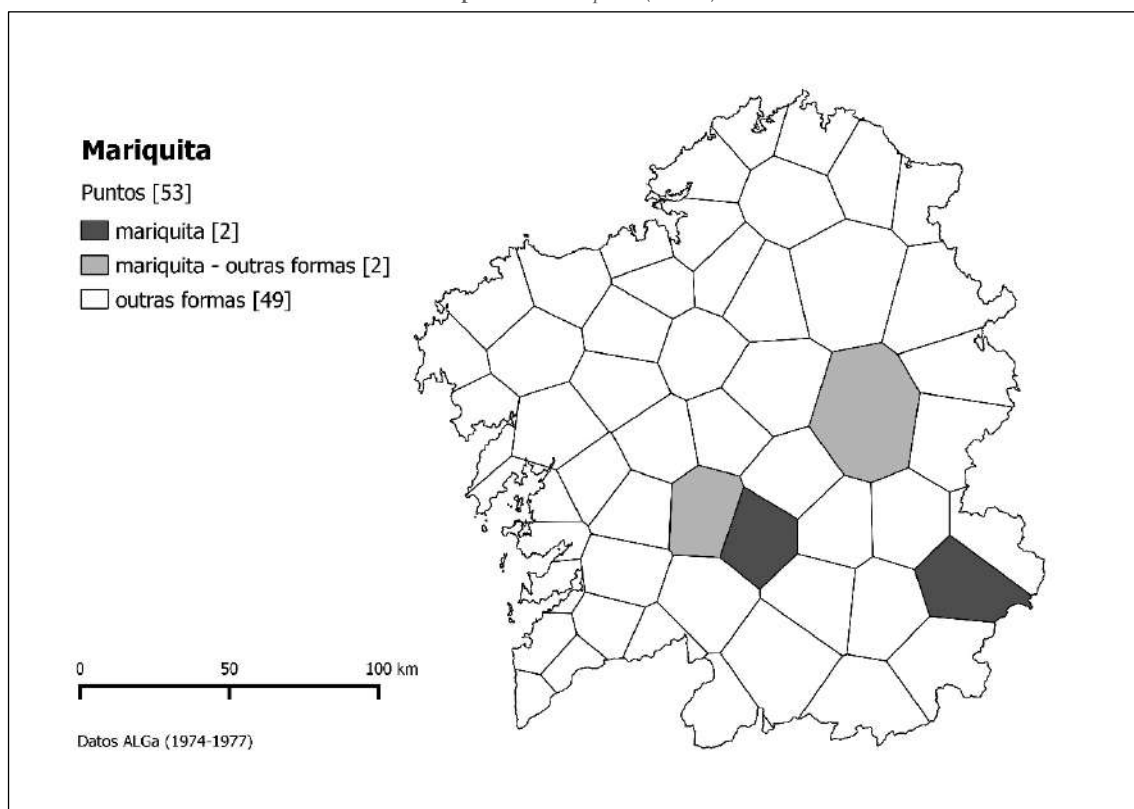 Mariquita
Puntos [53]
mariquita [2]
mariquita - outras formas [2]
outras formas [49]
0 50 100 km
Datos ALGa (1974-1977)